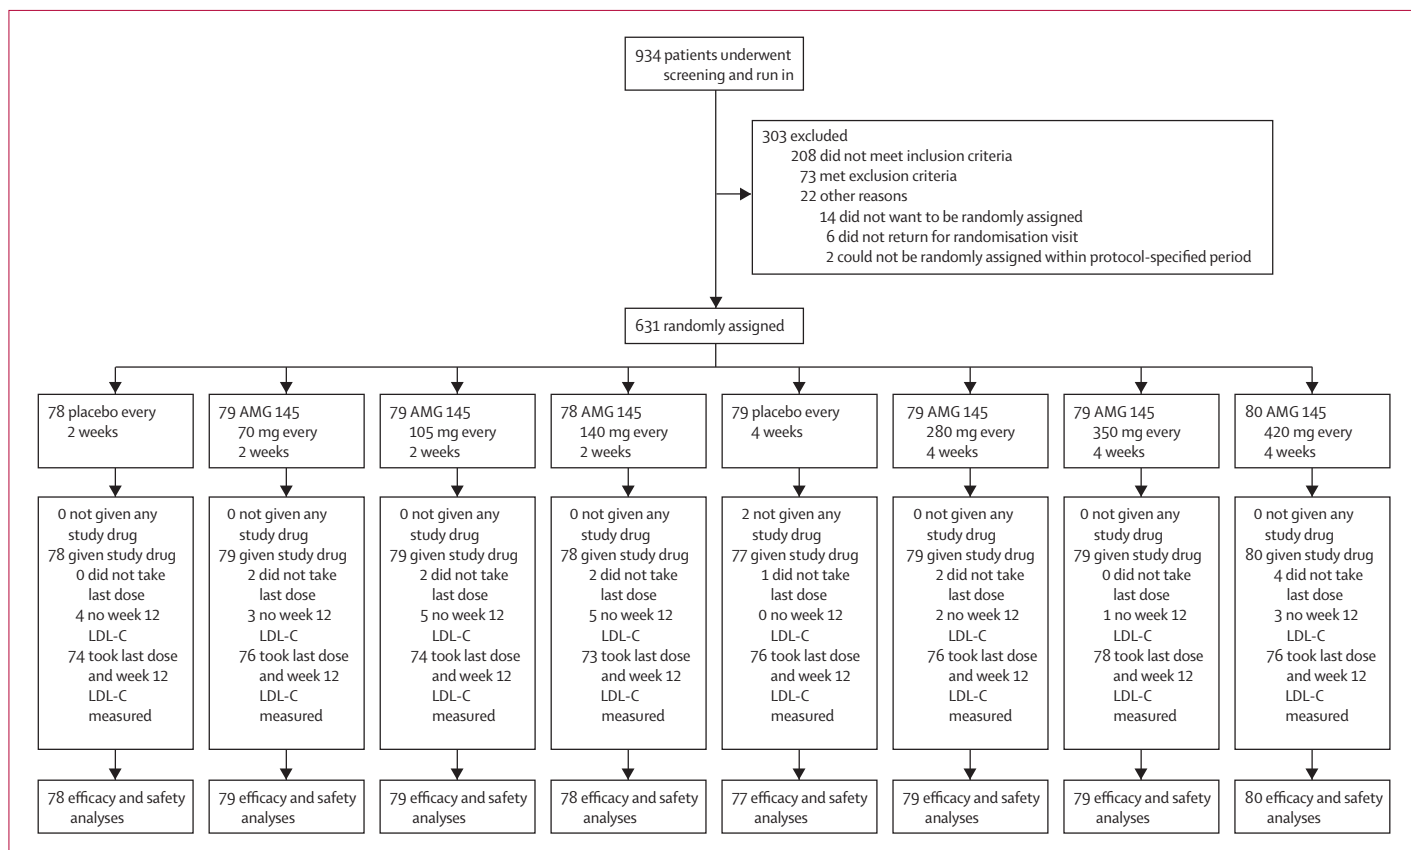 934 patients underwent
screening and run in
303 excluded
208 did not meet inclusion criteria
73 met exclusion criteria
22 other reasons
14 did not want to be randomly assigned
6 did not return for randomisation visit
2 could not be randomly assigned within protocol-specified period
631 randomly assigned
78 placebo every
2 weeks
79 AMG 145
70 mg every
2 weeks
79 AMG 145
105 mg every
2 weeks
78 AMG 145
140 mg every
2 weeks
79 placebo every
4 weeks
79 AMG 145
280 mg every
4 weeks
79 AMG 145
350 mg every
4 weeks
80 AMG 145
420 mg every
4 weeks
0 not given any
study drug
78 given study drug
0 did not take
last dose
4 no week 12
LDL-C
74 took last dose
and week 12
LDL-C
measured
0 not given any
study drug
79 given study drug
2 did not take
last dose
3 no week 12
LDL-C
76 took last dose
and week 12
LDL-C
measured
0 not given any
study drug
79 given study drug
2 did not take
last dose
5 no week 12
LDL-C
74 took last dose
and week 12
LDL-C
measured
0 not given any
study drug
78 given study drug
2 did not take
last dose
5 no week 12
LDL-C
73 took last dose
and week 12
LDL-C
measured
2 not given any
study drug
77 given study drug
1 did not take
last dose
0 no week 12
LDL-C
76 took last dose
and week 12
LDL-C
measured
0 not given any
study drug
79 given study drug
2 did not take
last dose
2 no week 12
LDL-C
76 took last dose
and week 12
LDL-C
measured
0 not given any
study drug
79 given study drug
0 did not take
last dose
1 no week 12
LDL-C
78 took last dose
and week 12
LDL-C
measured
0 not given any
study drug
80 given study drug
4 did not take
last dose
3 no week 12
LDL-C
76 took last dose
and week 12
LDL-C
measured
78 efficacy and safety
analyses
79 efficacy and safety
analyses
79 efficacy and safety
analyses
78 efficacy and safety
analyses
77 efficacy and safety
analyses
79 efficacy and safety
analyses
79 efficacy and safety
analyses
80 efficacy and safety
analyses